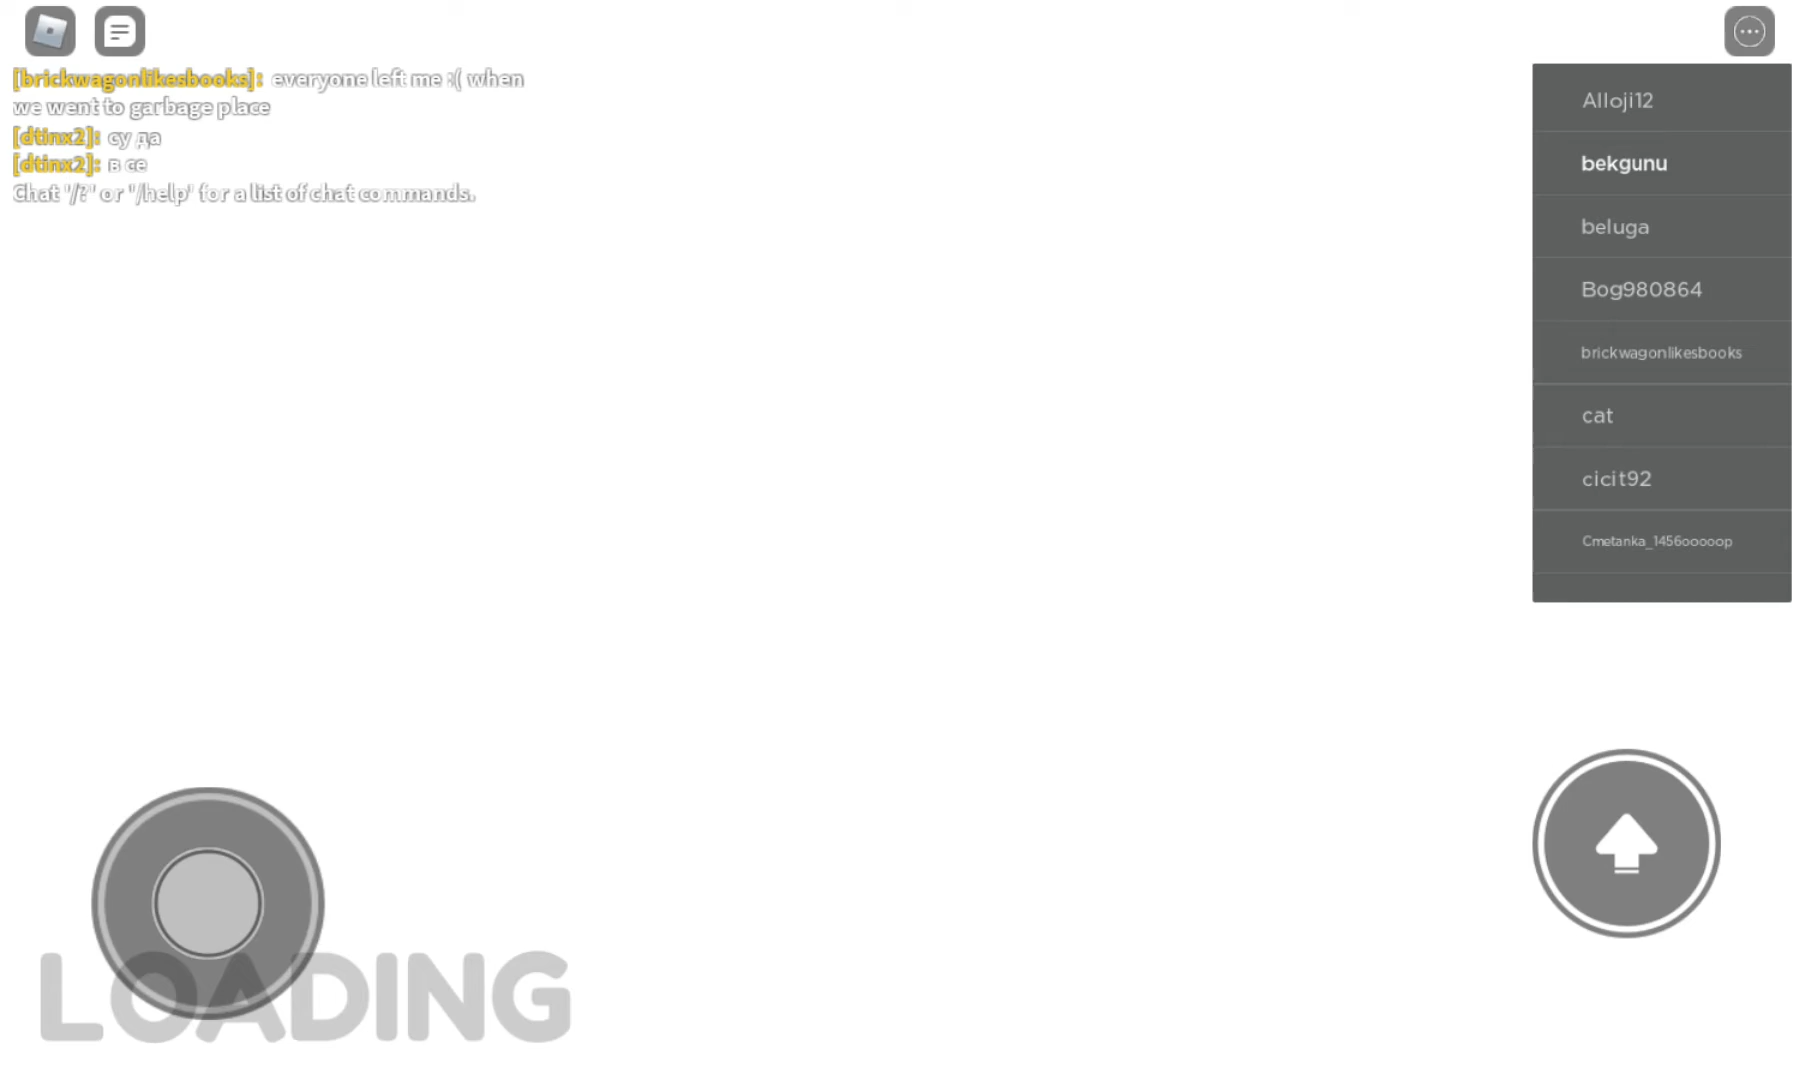 [brickwagonlikesbooks]: everyone left me :( when
we went to garbage place
[dtinx2]: су да
[dtinx2]: в се
Chat '/?' or '/help' for a list of chat commands.
Alloji12
bekgunu
beluga
Bog980864
brickwagonlikesbooks
cat
cicit92
Cmetanka_1456ooooop
LOADING